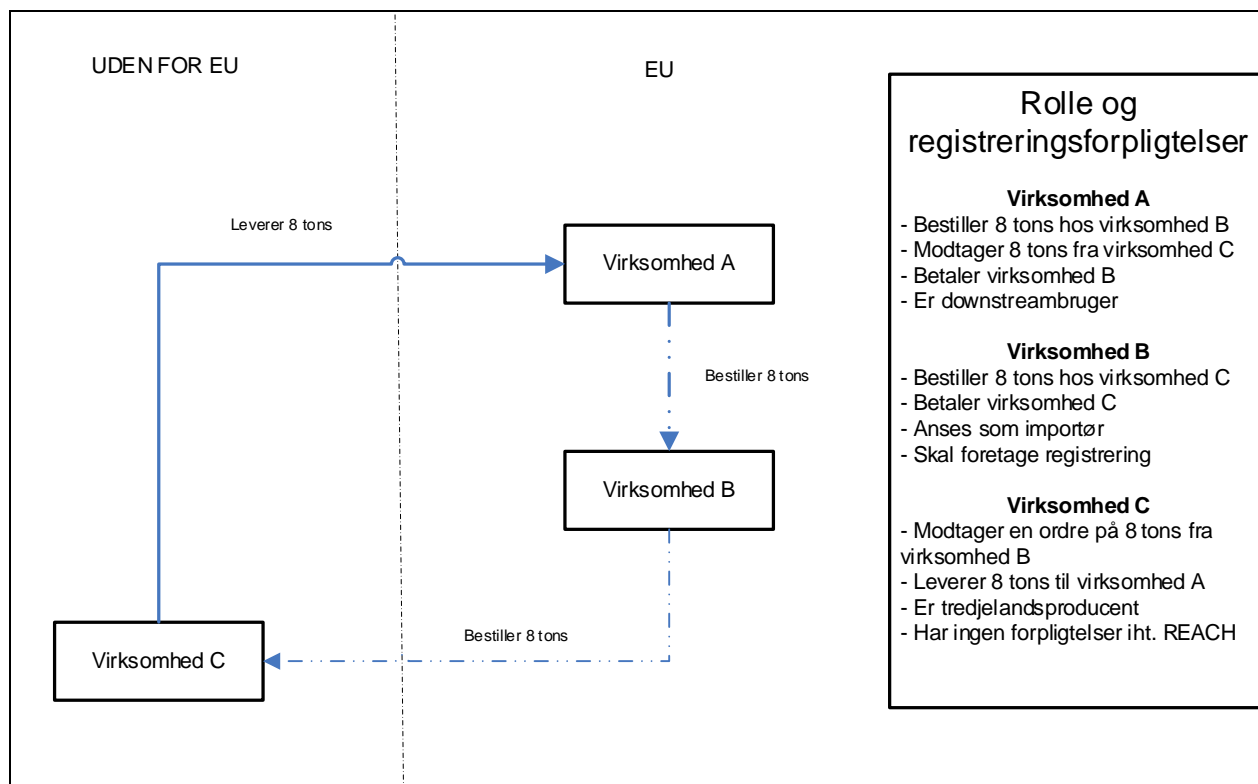 UDEN FOR EU
EU
Leverer 8 tons
Virksomhed A
Bestiller 8 tons
Virksomhed B
Bestiller 8 tons
Virksomhed C
Rolle og
registreringsforpligtelser
Virksomhed A
- Bestiller 8 tons hos virksomhed B
- Modtager 8 tons fra virksomhed C
- Betaler virksomhed B
- Er downstreambruger
Virksomhed B
- Bestiller 8 tons hos virksomhed C
- Betaler virksomhed C
- Anses som importør
- Skal foretage registrering
Virksomhed C
- Modtager en ordre på 8 tons fra
virksomhed B
- Leverer 8 tons til virksomhed A
- Er tredjelandsproducent
- Har ingen forpligtelser iht. REACH